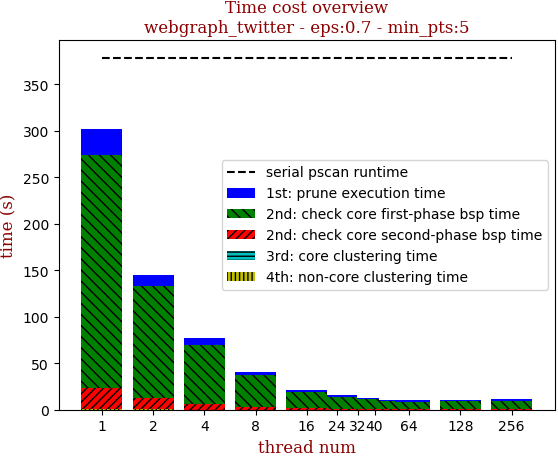 Time cost overview
webgraph_twitter - eps:0.7 - min_pts:5
time (s)
350
300
250
200
150
100
50
0
serial pscan runtime
1st: prune execution time
2nd: check core first-phase bsp time
2nd: check core second-phase bsp time
3rd: core clustering time
4th: non-core clustering time
1 2 4 8 16 24 32 40 64 128 256
thread num